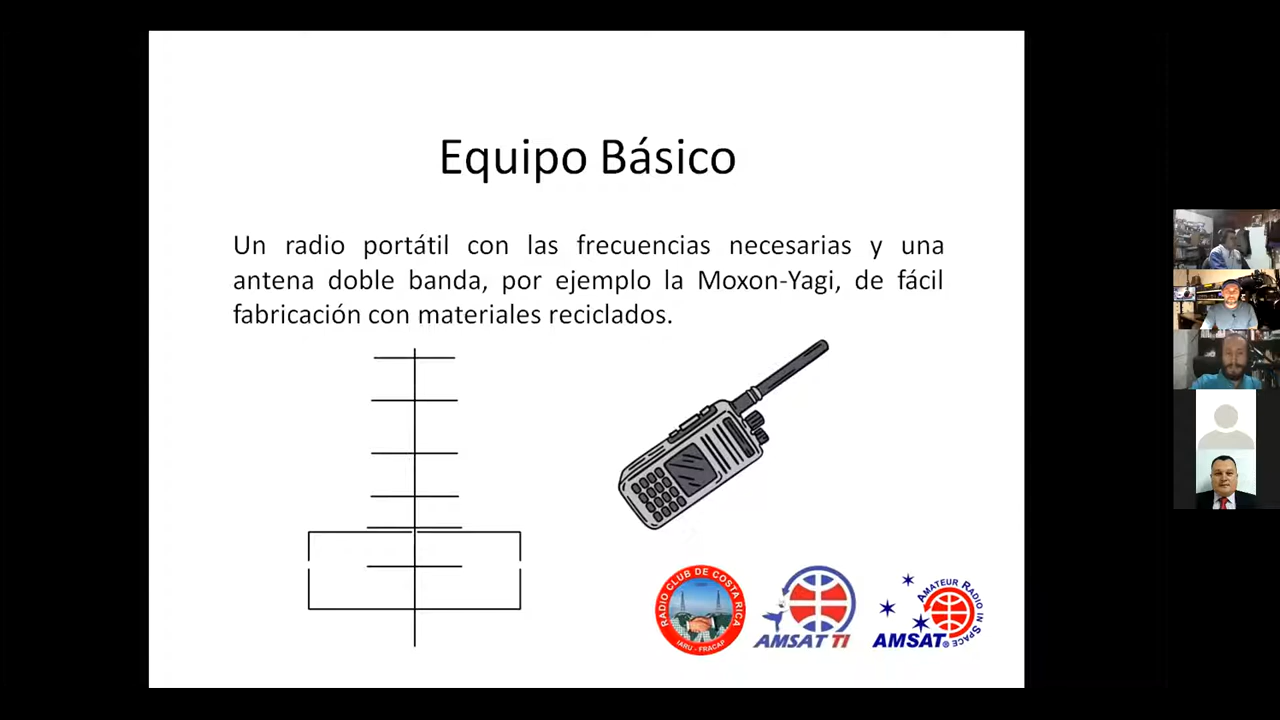 Equipo Básico
Un radio portátil con las frecuencias necesarias y una
antena doble banda, por ejemplo la Moxon-Yagi, de fácil
fabricación con materiales reciclados.
RADIO CLUB DE COSTA RICA
IARU - FRACAP
AMSAT TI
AMATEUR RADIO IN SPACE
AMSAT®